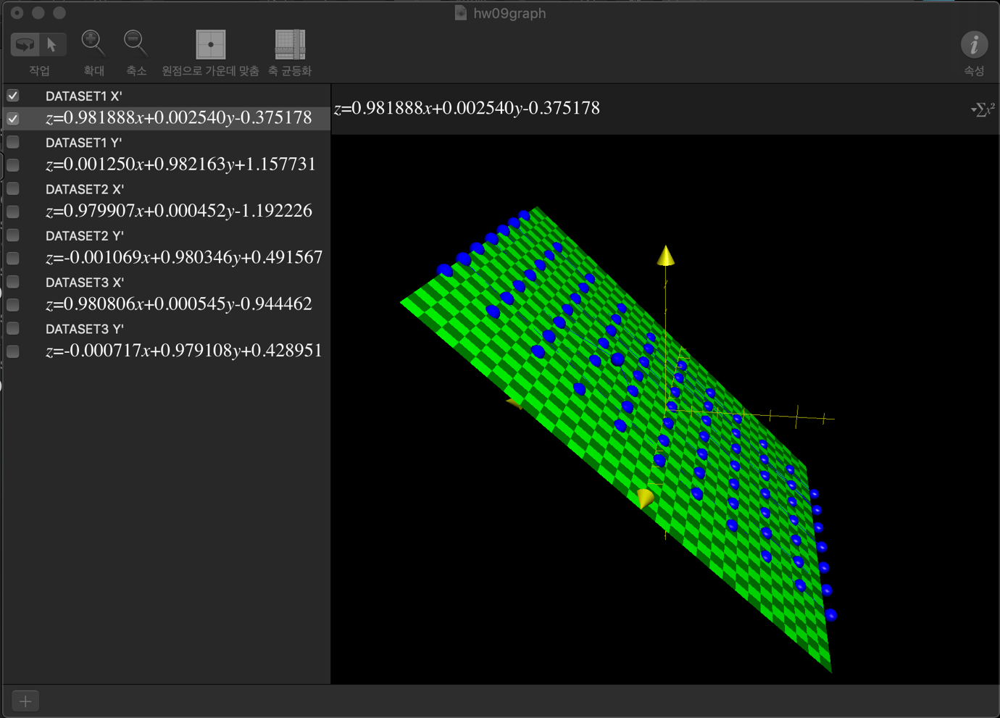 hw09graph
작업
확대
축소
원점으로 가운데 맞춤
축 균등화
속성
DATASET1 X'
z=0.981888x+0.002540y-0.375178
DATASET1 Y'
z=0.001250x+0.982163y+1.157731
DATASET2 X'
z=0.979907x+0.000452y-1.192226
DATASET2 Y'
z=-0.001069x+0.980346y+0.491567
DATASET3 X'
z=0.980806x+0.000545y-0.944462
DATASET3 Y'
z=-0.000717x+0.979108y+0.428951
z=0.981888x+0.002540y-0.375178
Σx²